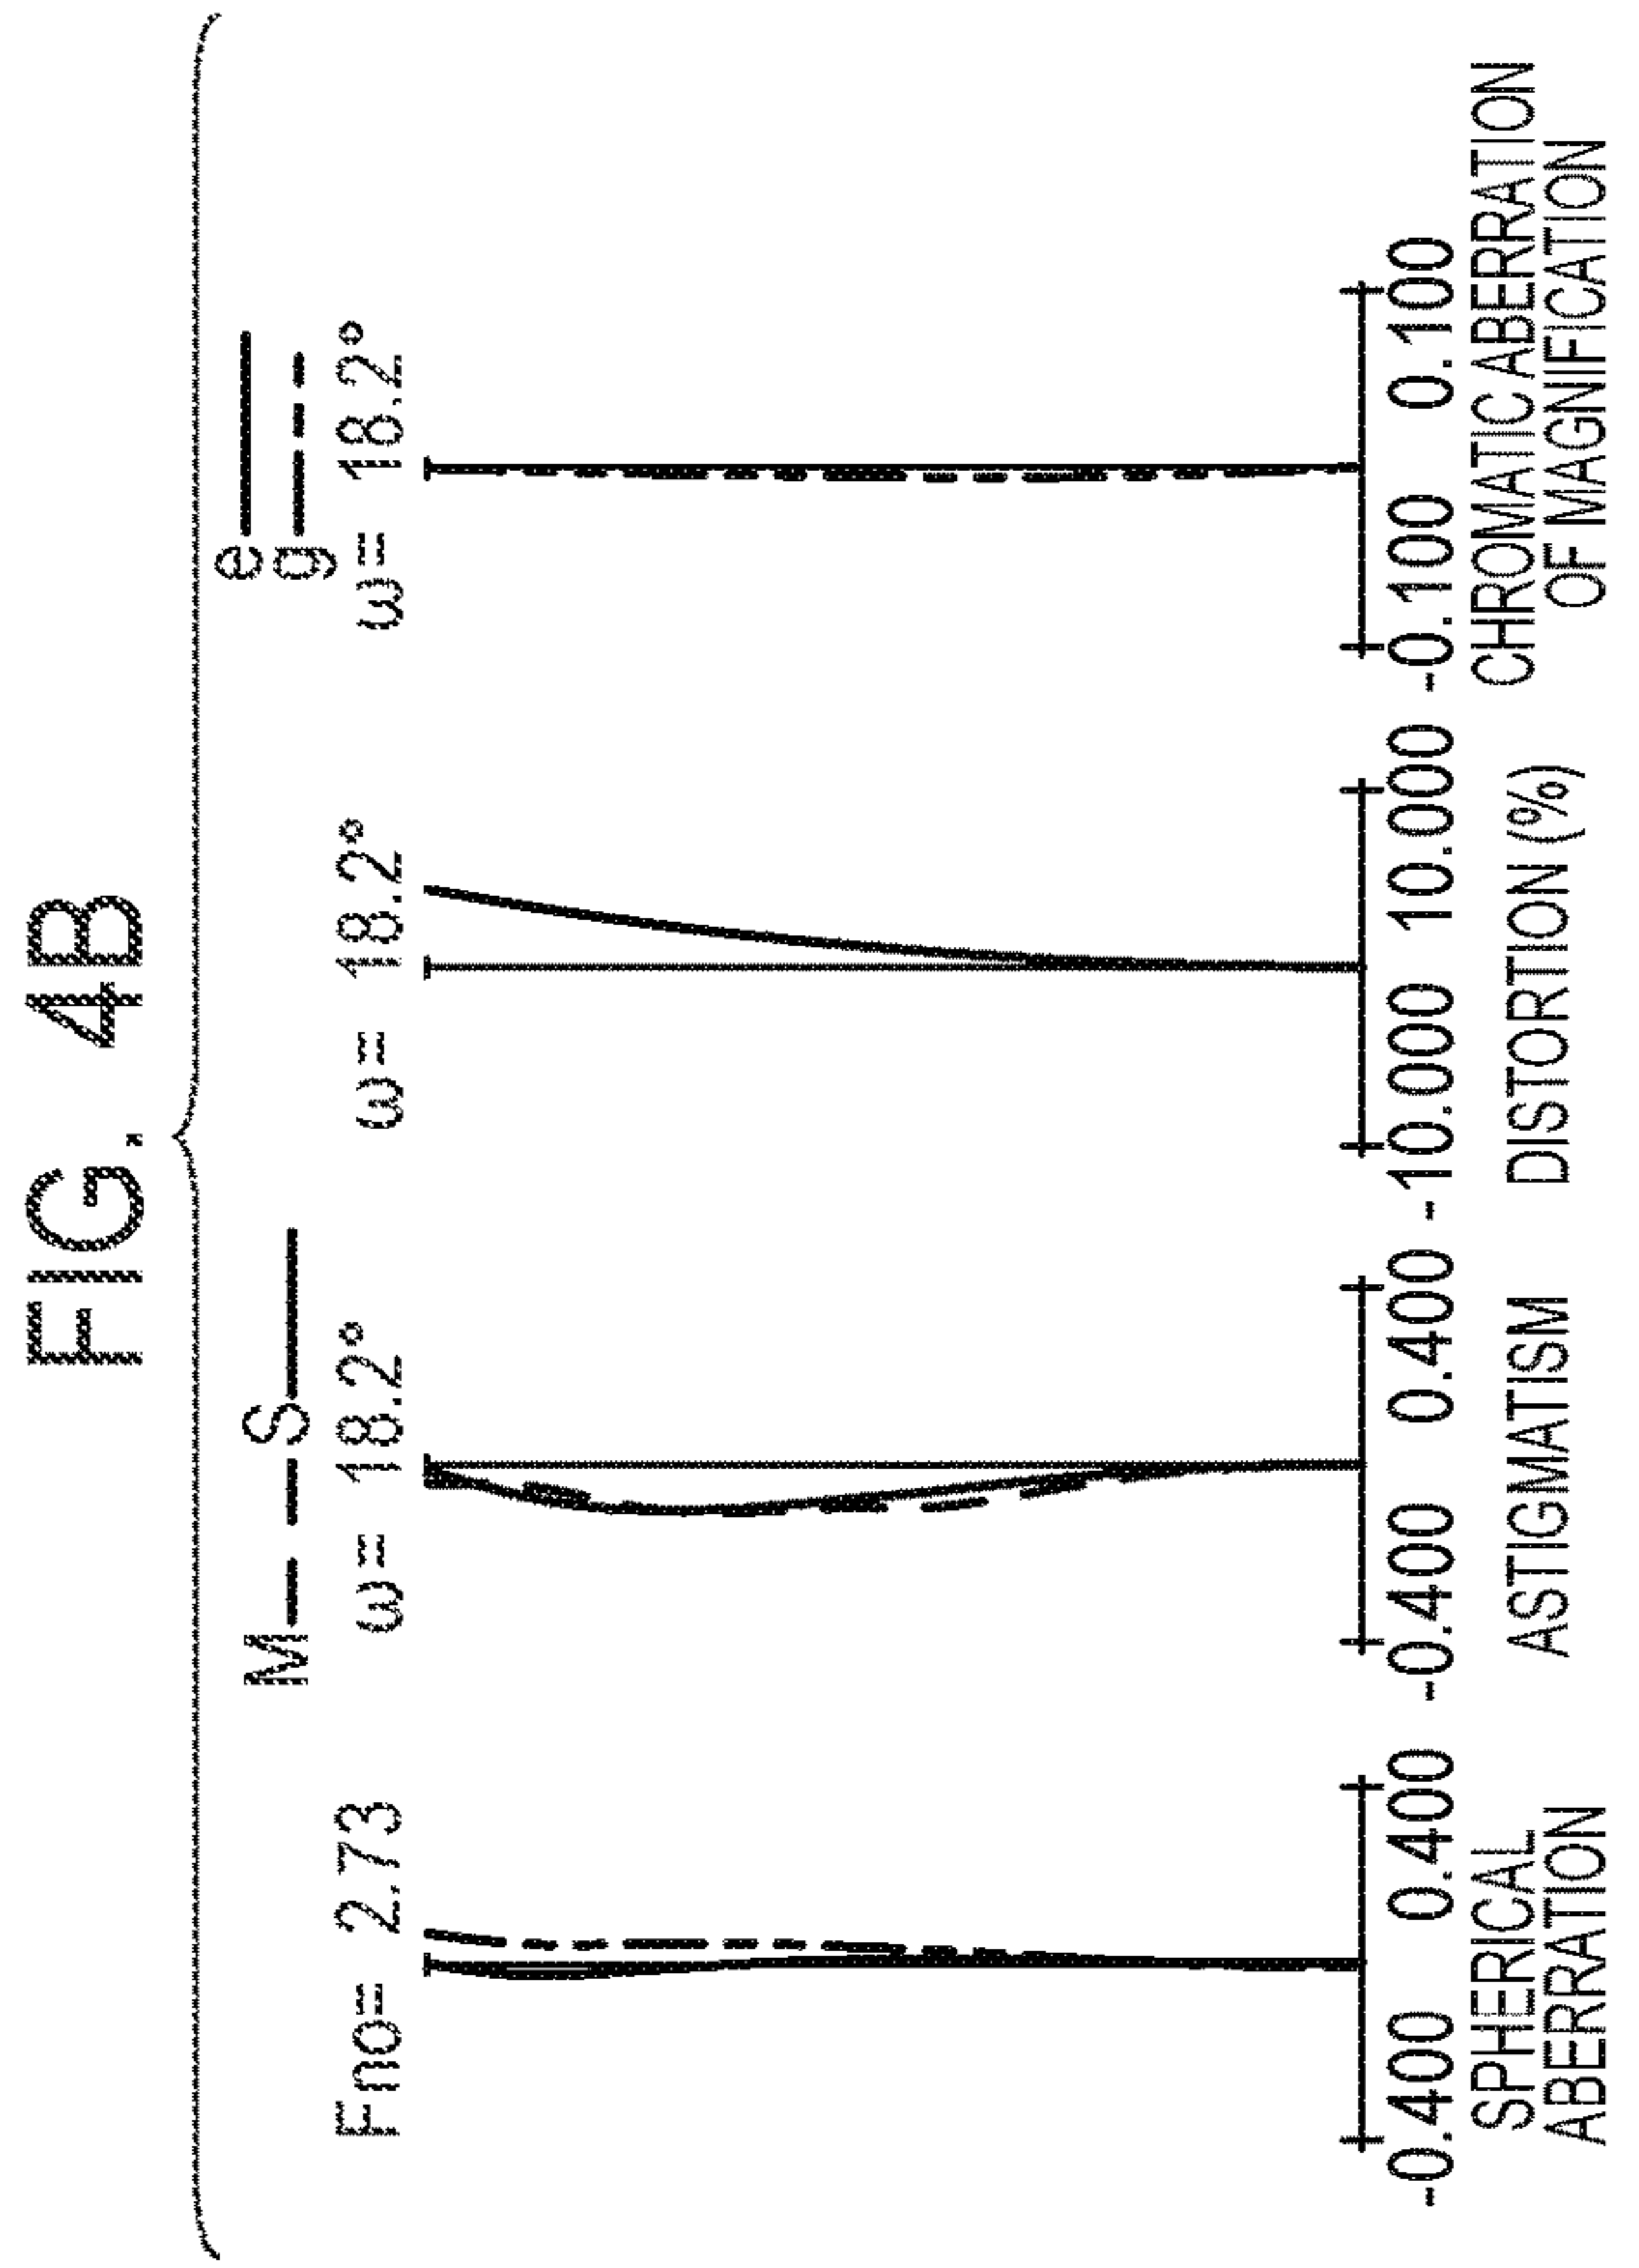 FIG. 4B
M S
e
g
Fno= 2.73
ω= 18.2°
ω= 18.2°
ω= 18.2°
-0.400 0.400
SPHERICAL
ABERRATION
-0.400 0.400
ASTIGMATISM
-10.000 10.000
DISTORTION (%)
-0.100 0.100
CHROMATIC ABERRATION
OF MAGNIFICATION